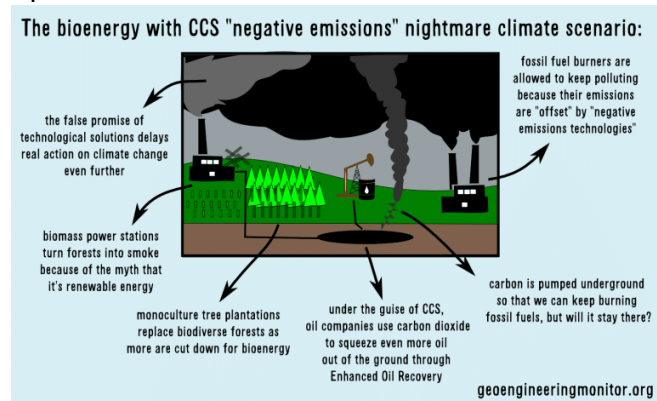 The bioenergy with CCS "negative emissions" nightmare climate scenario:
the false promise of
technological solutions delays
real action on climate change
even further
fossil fuel burners are
allowed to keep polluting
because their emissions
are "offset" by "negative
emissions technologies"
biomass power stations
turn forests into smoke
because of the myth that
it's renewable energy
monoculture tree plantations
replace biodiverse forests as
more are cut down for bioenergy
under the guise of CCS,
oil companies use carbon dioxide
to squeeze even more oil
out of the ground through
Enhanced Oil Recovery
carbon is pumped underground
so that we can keep burning
fossil fuels, but will it stay there?
geoengineeringmonitor.org